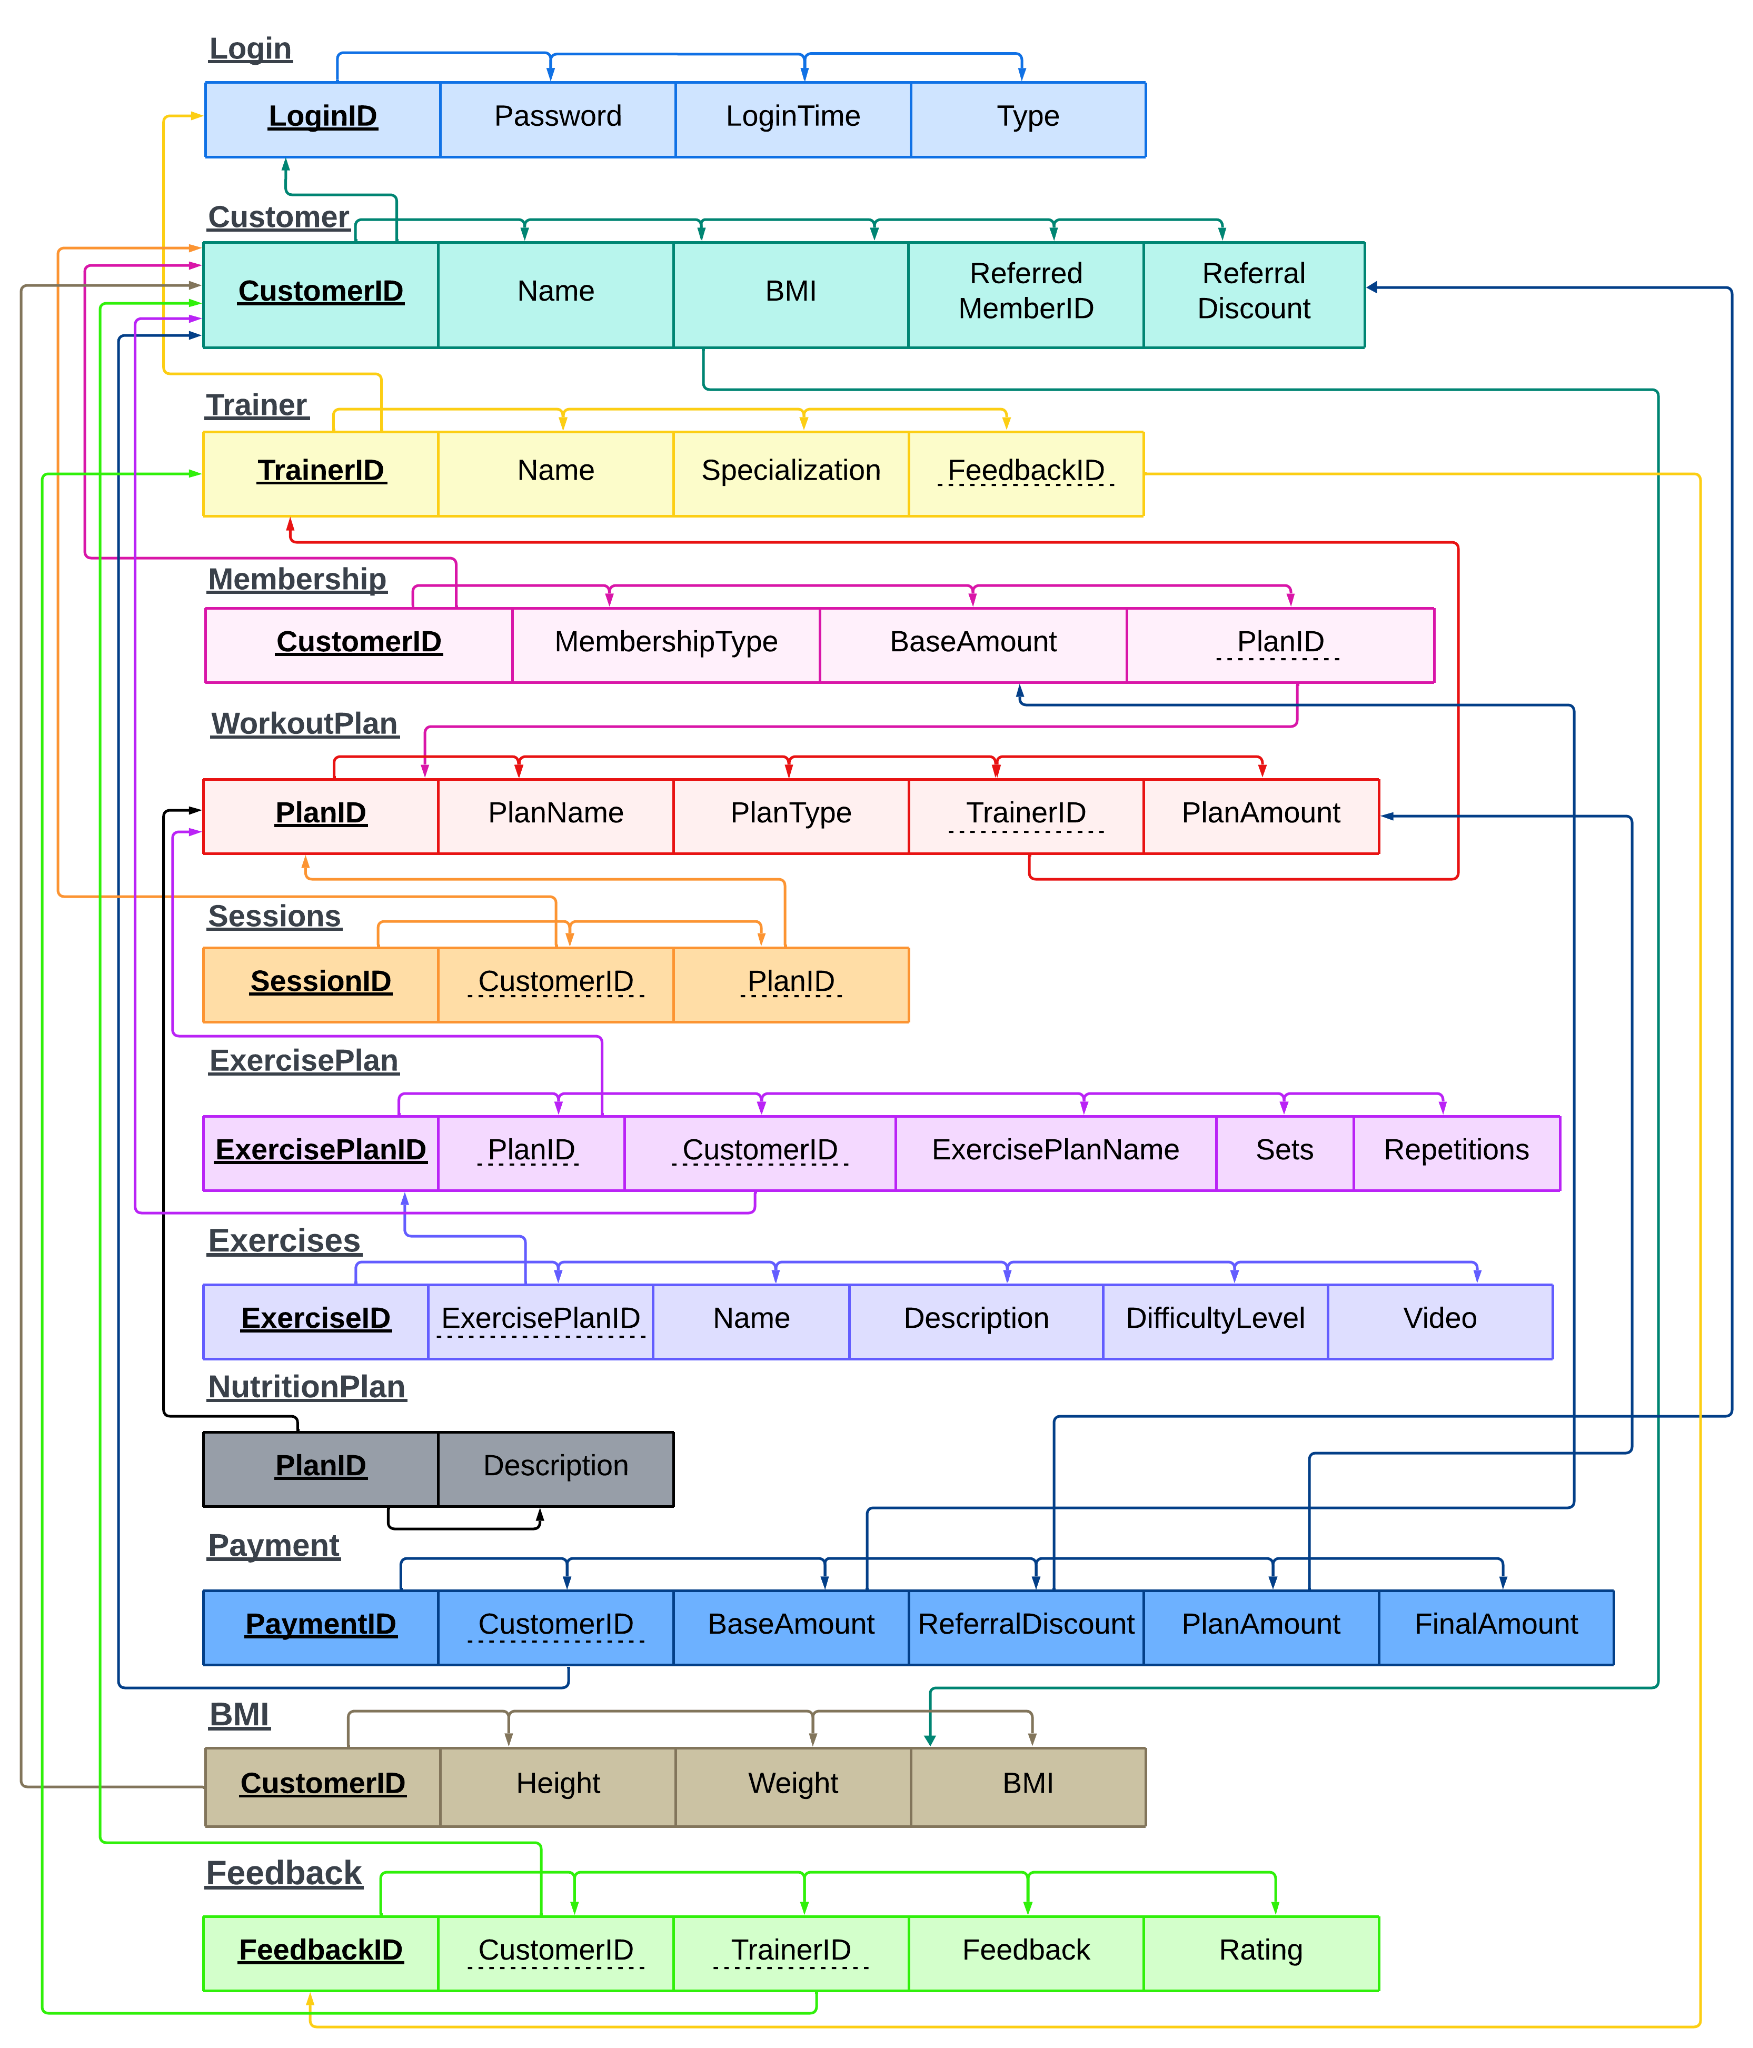 Login
LoginID Password LoginTime Type
Customer
CustomerID Name BMI Referred MemberID Referral Discount
Trainer
TrainerID Name Specialization FeedbackID
Membership
CustomerID MembershipType BaseAmount PlanID
WorkoutPlan
PlanID PlanName PlanType TrainerID PlanAmount
Sessions
SessionID CustomerID PlanID
ExercisePlan
ExercisePlanID PlanID CustomerID ExercisePlanName Sets Repetitions
Exercises
ExerciseID ExercisePlanID Name Description DifficultyLevel Video
NutritionPlan
PlanID Description
Payment
PaymentID CustomerID BaseAmount ReferralDiscount PlanAmount FinalAmount
BMI
CustomerID Height Weight BMI
Feedback
FeedbackID CustomerID TrainerID Feedback Rating